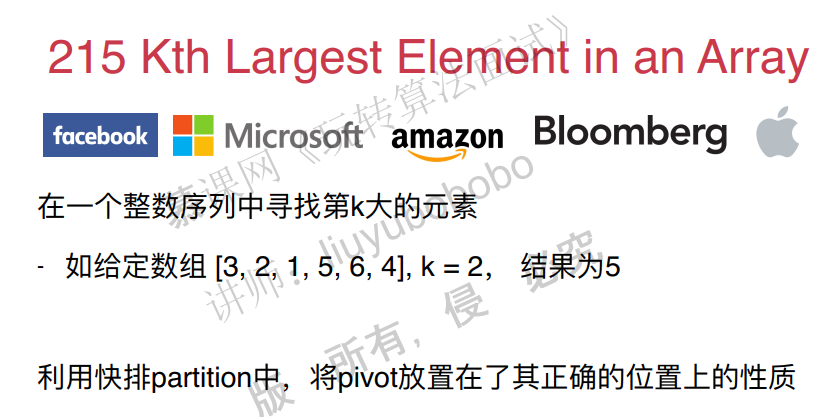 215 Kth Largest Element in an Array
facebook Microsoft amazon Bloomberg
在一个整数序列中寻找第k大的元素
- 如给定数组 [3, 2, 1, 5, 6, 4], k = 2， 结果为5
利用快排partition中，将pivot放置在了其正确的位置上的性质
慕课网《玩转算法面试》
讲师：liuyubobobo
版 所有，侵 必究